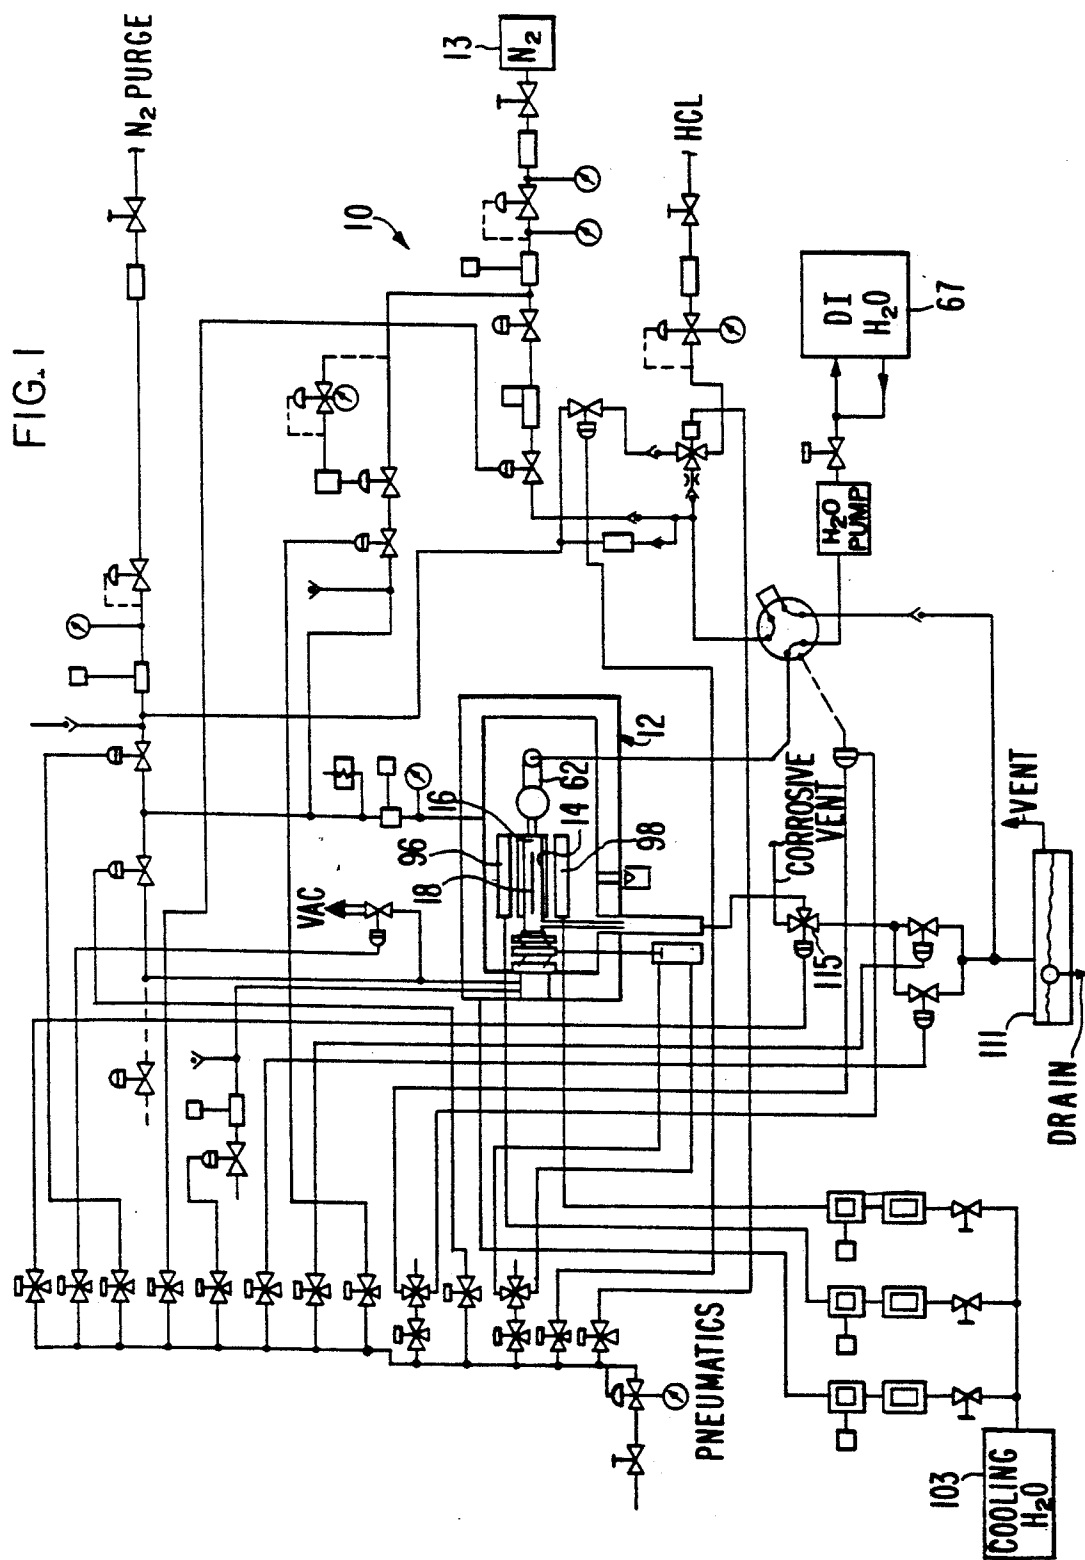 FIG. 1
N2 PURGE
13
N2
10
HCL
DI
H2O
67
H2O
PUMP
VAC
96
16
18
14
98
62
12
CORROSIVE
VENT
115
VENT
111
DRAIN
PNEUMATICS
103
COOLING
H2O